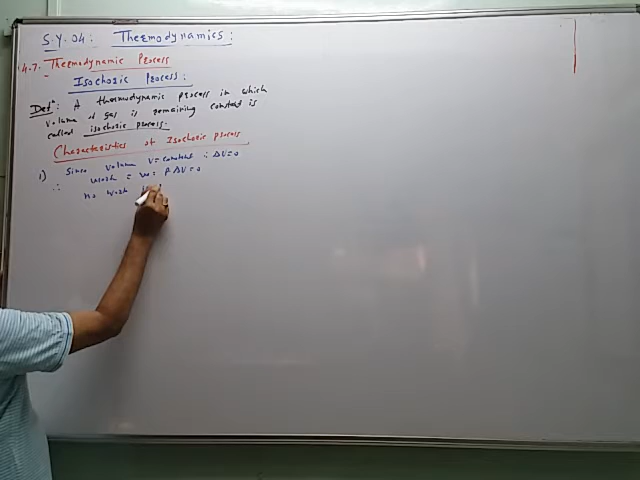 S.Y. 04: Thermodynamics:
4.7. Thermodynamic Process
Isochoric Process:
Defⁿ: A thermodynamic process in which
volume of gas is remaining constant is
called isochoric process.
Characteristics of Isochoric process
1) Since volume V = constant ∴ ΔV=0
∴ work = W = P ΔV = 0
no work